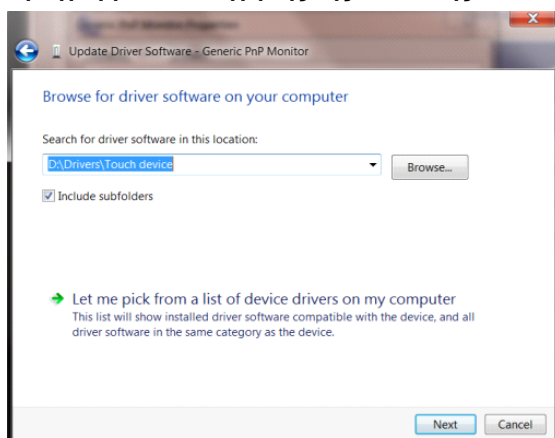 Update Driver Software - Generic PnP Monitor
Browse for driver software on your computer
Search for driver software in this location:
D:\Drivers\Touch device
Browse...
Include subfolders
Let me pick from a list of device drivers on my computer
This list will show installed driver software compatible with the device, and all
driver software in the same category as the device.
Next
Cancel